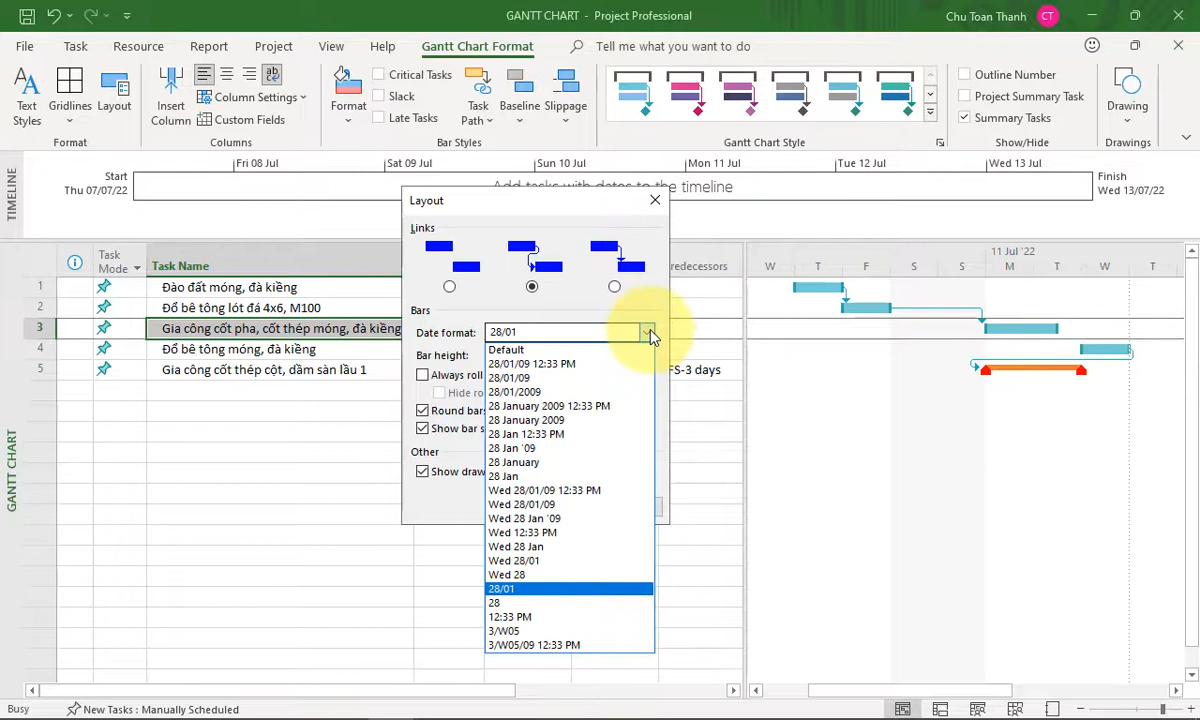 GANTT CHART - Project Professional
Chu Toan Thanh CT
File Task Resource Report Project View Help Gantt Chart Format Tell me what you want to do
Text Styles
Gridlines
Layout
Format
Insert Column
Column Settings
Custom Fields
Columns
Format
Critical Tasks
Slack
Late Tasks
Task Path
Baseline
Slippage
Bar Styles
Gantt Chart Style
Outline Number
Project Summary Task
Summary Tasks
Show/Hide
Drawing
Drawings
TIMELINE
Start
Thu 07/07/22
Fri 08 Jul Sat 09 Jul Sun 10 Jul Mon 11 Jul Tue 12 Jul Wed 13 Jul
Add tasks with dates to the timeline
Finish
Wed 13/07/22
GANTT CHART
Task Mode
Task Name
redecessors
1 Đào đất móng, đà kiềng
2 Đổ bê tông lót đá 4x6, M100
3 Gia công cốt pha, cốt thép móng, đà kiềng
4 Đổ bê tông móng, đà kiềng
5 Gia công cốt thép cột, dầm sàn lầu 1
FS-3 days
11 Jul '22
W T F S S M T W T
Layout
Links
Bars
Date format: 28/01
Bar height:
Always roll
Hide ro
Round bars
Show bar s
Other
Show draw
Default
28/01/09 12:33 PM
28/01/09
28/01/2009
28 January 2009 12:33 PM
28 January 2009
28 Jan 12:33 PM
28 Jan '09
28 January
28 Jan
Wed 28/01/09 12:33 PM
Wed 28/01/09
Wed 28 Jan '09
Wed 12:33 PM
Wed 28 Jan
Wed 28/01
Wed 28
28/01
28
12:33 PM
3/W05
3/W05/09 12:33 PM
Busy New Tasks : Manually Scheduled